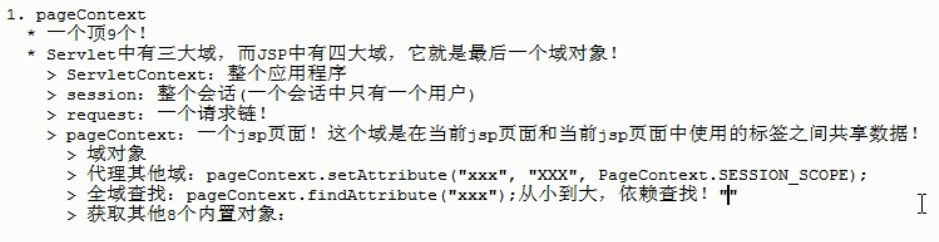 1. pageContext
* 一个顶9个!
* Servlet中有三大域，而JSP中有四大域，它就是最后一个域对象!
> ServletContext: 整个应用程序
> session: 整个会话(一个会话中只有一个用户)
> request: 一个请求链!
> pageContext: 一个jsp页面! 这个域是在当前jsp页面和当前jsp页面中使用的标签之间共享数据!
> 域对象
> 代理其他域: pageContext.setAttribute("xxx", "XXX", PageContext.SESSION_SCOPE);
> 全域查找: pageContext.findAttribute("xxx");从小到大，依赖查找! ""
> 获取其他8个内置对象: